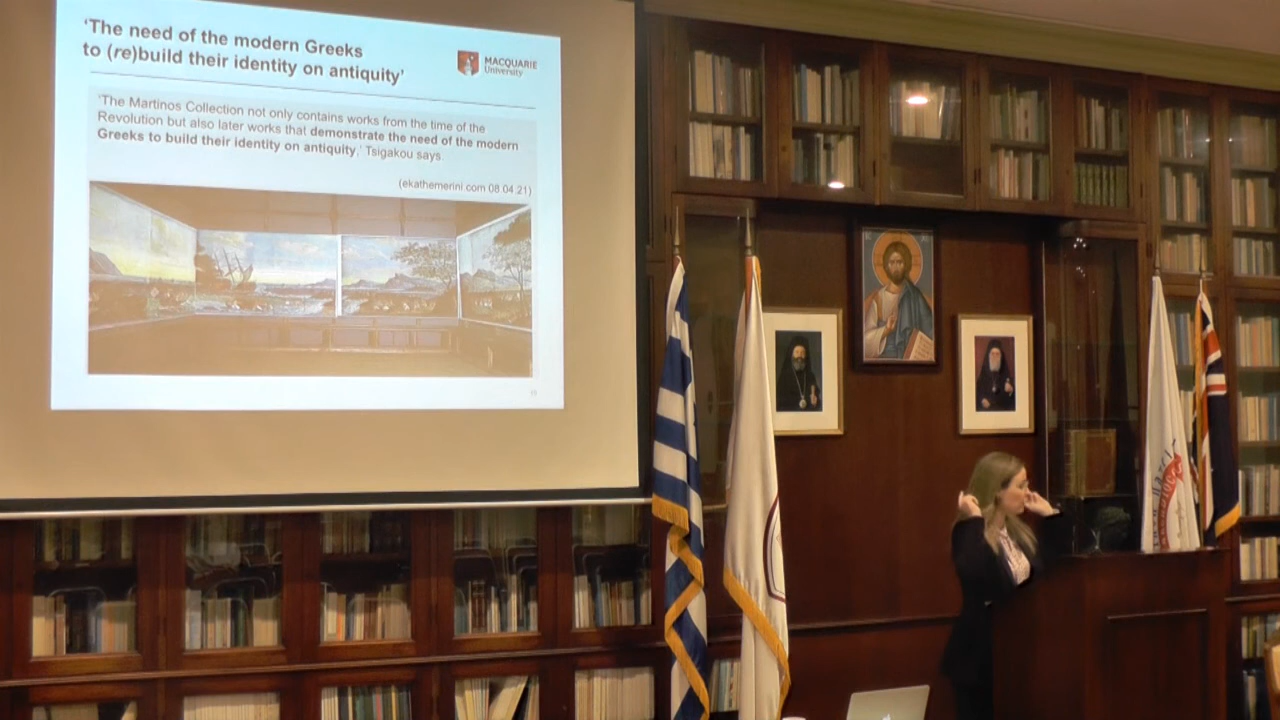 ‘The need of the modern Greeks
to (re)build their identity on antiquity’
MACQUARIE
University
‘The Martinos Collection not only contains works from the time of the
Revolution but also later works that demonstrate the need of the modern
Greeks to build their identity on antiquity,’ Tsigakou says.
(ekathemerini.com 08.04.21)